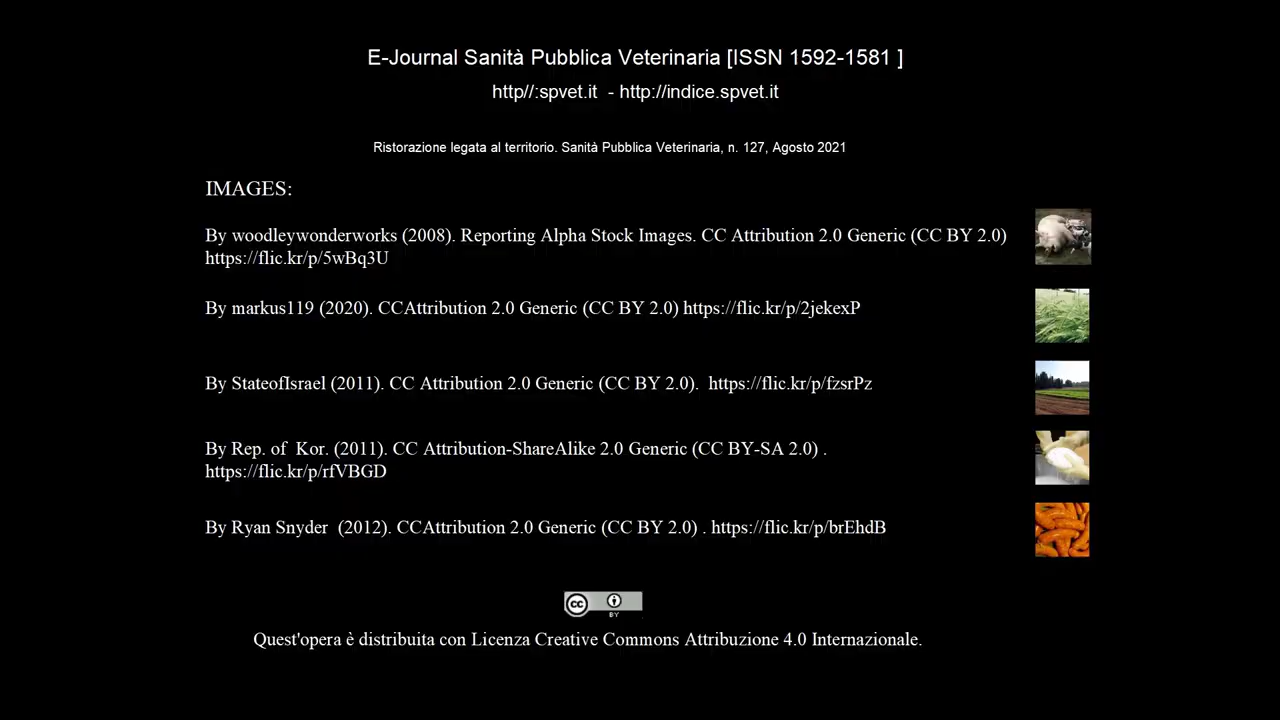 E-Journal Sanità Pubblica Veterinaria [ISSN 1592-1581 ]
http//:spvet.it - http://indice.spvet.it
Ristorazione legata al territorio. Sanità Pubblica Veterinaria, n. 127, Agosto 2021
IMAGES:
By woodleywonderworks (2008). Reporting Alpha Stock Images. CC Attribution 2.0 Generic (CC BY 2.0)
https://flic.kr/p/5wBq3U
By markus119 (2020). CCAttribution 2.0 Generic (CC BY 2.0) https://flic.kr/p/2jekexP
By StateofIsrael (2011). CC Attribution 2.0 Generic (CC BY 2.0). https://flic.kr/p/fzsrPz
By Rep. of Kor. (2011). CC Attribution-ShareAlike 2.0 Generic (CC BY-SA 2.0) .
https://flic.kr/p/rfVBGD
By Ryan Snyder (2012). CCAttribution 2.0 Generic (CC BY 2.0) . https://flic.kr/p/brEhdB
cc
BY
Quest'opera è distribuita con Licenza Creative Commons Attribuzione 4.0 Internazionale.